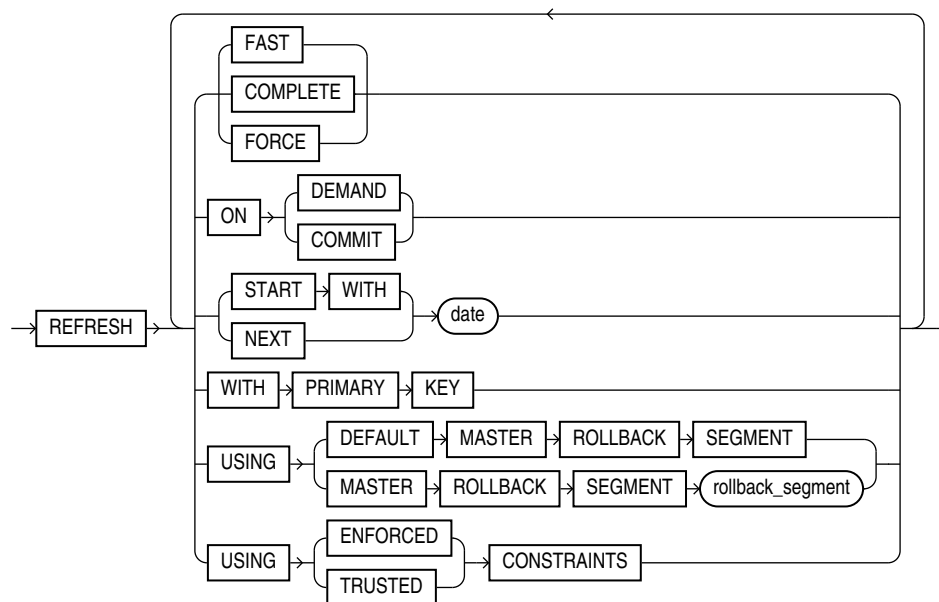 FAST
COMPLETE
FORCE
ON DEMAND
COMMIT
START WITH
NEXT
date
REFRESH
WITH PRIMARY KEY
USING DEFAULT MASTER ROLLBACK SEGMENT
MASTER ROLLBACK SEGMENT rollback_segment
USING ENFORCED
TRUSTED
CONSTRAINTS